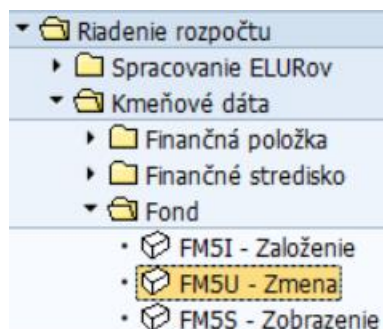 Riadenie rozpočtu
Spracovanie ELURov
Kmeňové dáta
Finančná položka
Finančné stredisko
Fond
FM5I - Založenie
FM5U - Zmena
FM5S - Zobrazenie